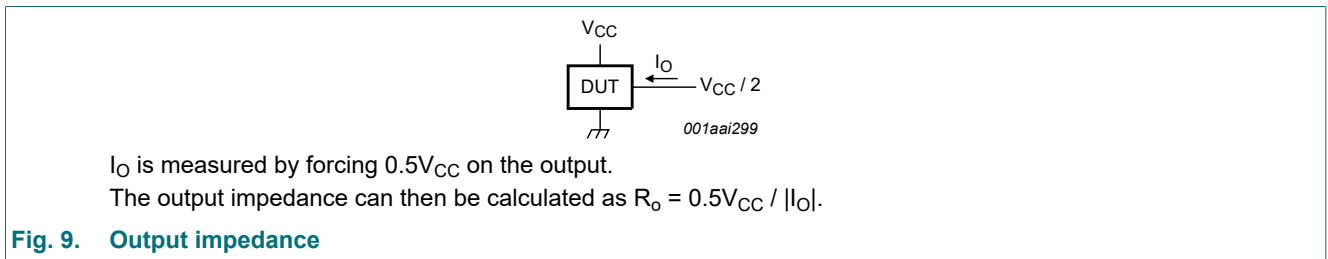 VCC
IO
DUT
VCC / 2
001aai299
IO is measured by forcing 0.5VCC on the output.
The output impedance can then be calculated as Ro = 0.5VCC / |IO|.
Fig. 9. Output impedance